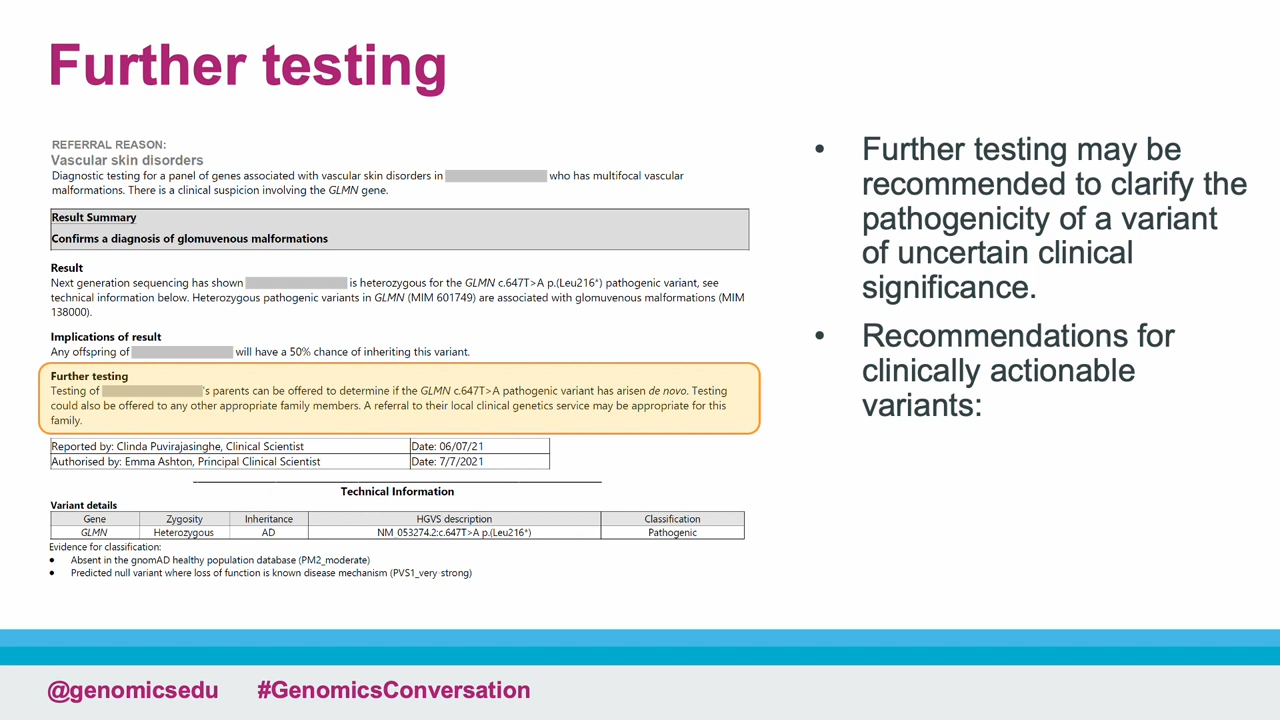 Further testing
REFERRAL REASON:
Vascular skin disorders
Diagnostic testing for a panel of genes associated with vascular skin disorders in who has multifocal vascular
malformations. There is a clinical suspicion involving the GLMN gene.
Result Summary
Confirms a diagnosis of glomuvenous malformations
Result
Next generation sequencing has shown is heterozygous for the GLMN c.647T>A p.(Leu216*) pathogenic variant, see
technical information below. Heterozygous pathogenic variants in GLMN (MIM 601749) are associated with glomuvenous malformations (MIM
138000).
Implications of result
Any offspring of will have a 50% chance of inheriting this variant.
Further testing
Testing of 's parents can be offered to determine if the GLMN c.647T>A pathogenic variant has arisen de novo. Testing
could also be offered to any other appropriate family members. A referral to their local clinical genetics service may be appropriate for this
family.
Reported by: Clinda Puvirajasinghe, Clinical Scientist Date: 06/07/21
Authorised by: Emma Ashton, Principal Clinical Scientist Date: 7/7/2021
Technical Information
Variant details
Gene Zygosity Inheritance HGVS description Classification
GLMN Heterozygous AD NM_053274.2:c.647T>A p.(Leu216*) Pathogenic
Evidence for classification:
• Absent in the gnomAD healthy population database (PM2_moderate)
• Predicted null variant where loss of function is known disease mechanism (PVS1_very strong)
• Further testing may be
recommended to clarify the
pathogenicity of a variant
of uncertain clinical
significance.
• Recommendations for
clinically actionable
variants:
@genomicsedu #GenomicsConversation